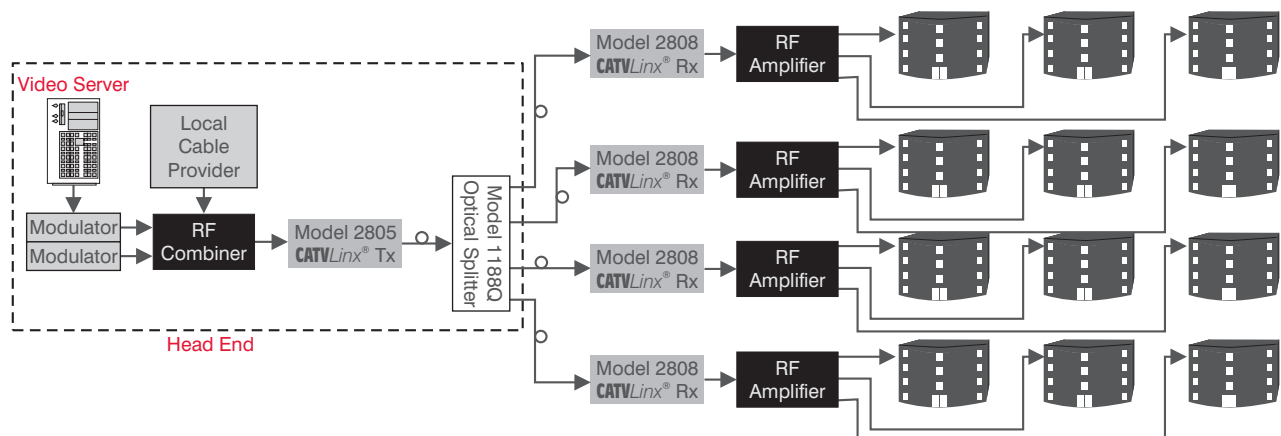 Video Server
Local
Cable
Provider
Modulator
Modulator
RF
Combiner
Model 2805
CATVLinx® Tx
Model 1188Q
Optical Splitter
Head End
Model 2808
CATVLinx® Rx
RF
Amplifier
Model 2808
CATVLinx® Rx
RF
Amplifier
Model 2808
CATVLinx® Rx
RF
Amplifier
Model 2808
CATVLinx® Rx
RF
Amplifier